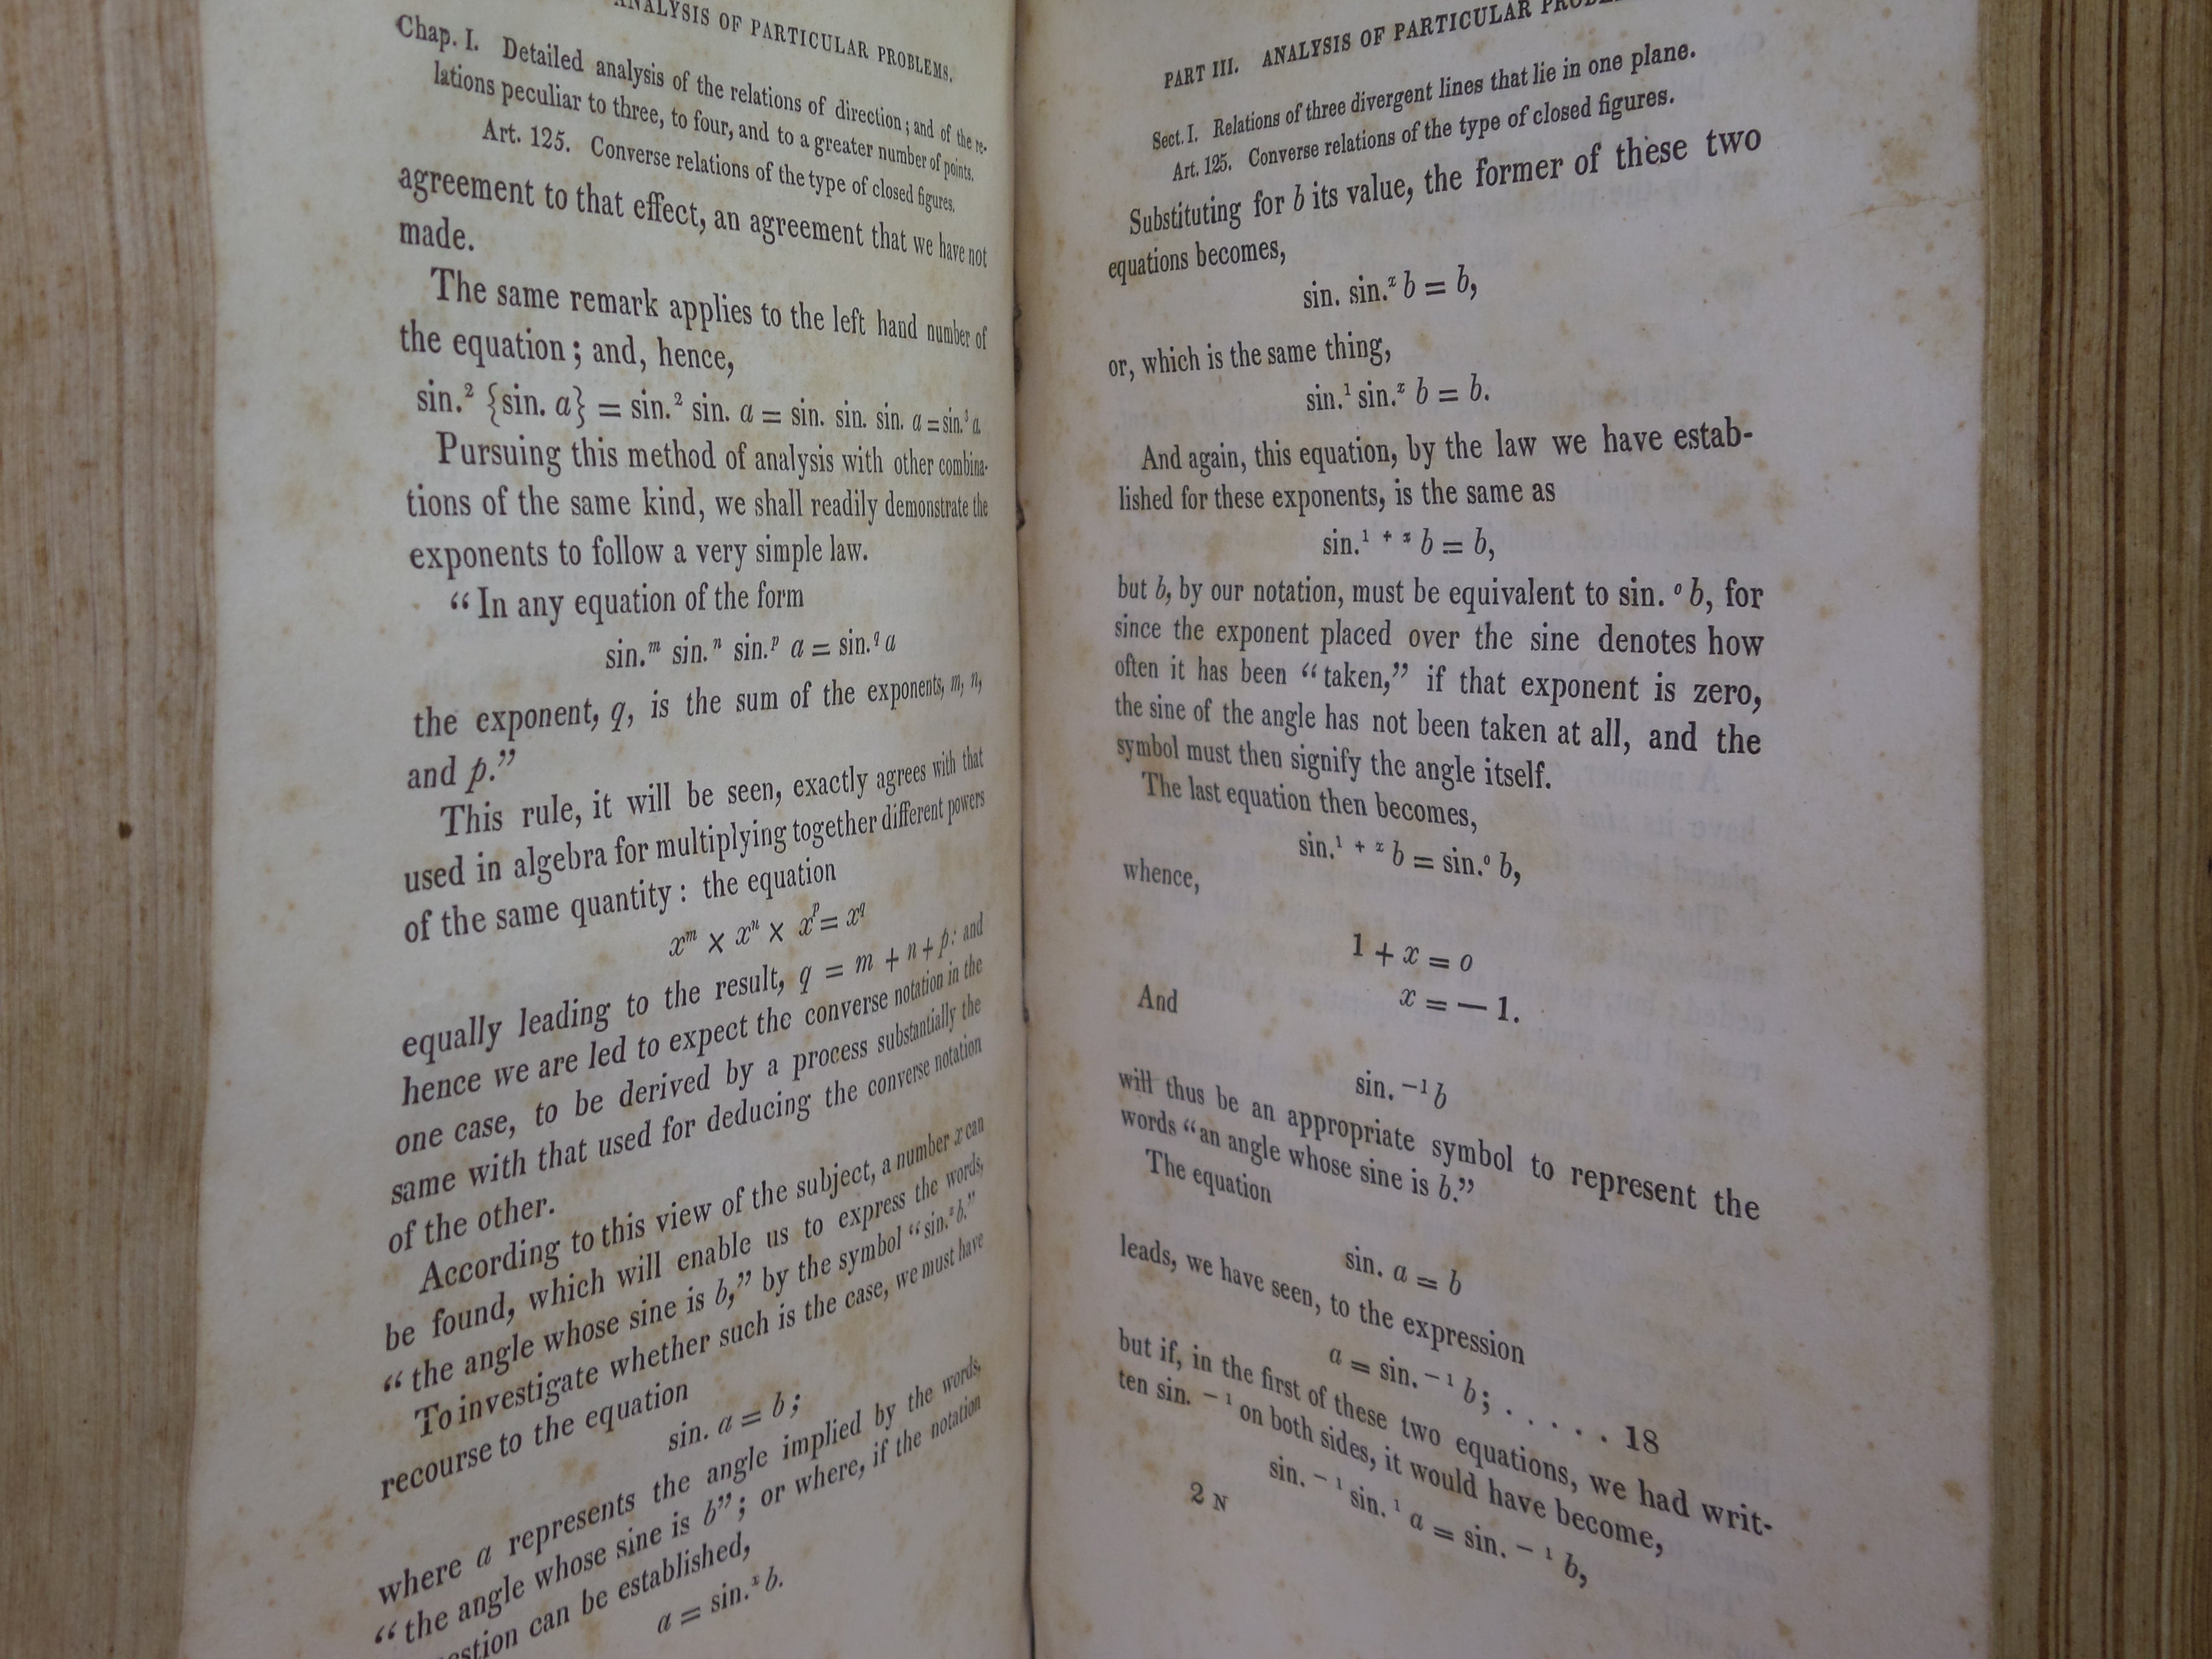 ANALYSIS OF PARTICULAR PROBLEMS.
Chap. I. Detailed analysis of the relations of direction; and of the re-
lations peculiar to three, to four, and to a greater number of points.
Art. 125. Converse relations of the type of closed figures.
agreement to that effect, an agreement that we have not
made.
The same remark applies to the left hand number of
the equation; and, hence,
sin.² {sin. a} = sin.² sin. a = sin. sin. sin. a = sin.³ a.
Pursuing this method of analysis with other combina-
tions of the same kind, we shall readily demonstrate the
exponents to follow a very simple law.
“In any equation of the form
sin.ᵐ sin.ⁿ sin.ᵖ a = sin.^q a
the exponent, q, is the sum of the exponents, m, n,
and p.”
This rule, it will be seen, exactly agrees with that
used in algebra for multiplying together different powers
of the same quantity: the equation
xᵐ × xⁿ × xᵖ = x^q
equally leading to the result, q = m + n + p: and
hence we are led to expect the converse notation in the
one case, to be derived by a process substantially the
same with that used for deducing the converse notation
of the other.
According to this view of the subject, a number x can
be found, which will enable us to express the words,
“the angle whose sine is b,” by the symbol “sin.ˣ b.”
To investigate whether such is the case, we must have
recourse to the equation
sin. a = b;
where a represents the angle implied by the words,
“the angle whose sine is b”; or where, if the notation
can be established,
a = sin.ˣ b.
PART III. ANALYSIS OF PARTICULAR
Sect. I. Relations of three divergent lines that lie in one plane.
Art. 125. Converse relations of the type of closed figures.
Substituting for b its value, the former of these two
equations becomes,
sin. sin.ˣ b = b,
or, which is the same thing,
sin.¹ sin.ˣ b = b.
And again, this equation, by the law we have estab-
lished for these exponents, is the same as
sin.¹ ⁺ ˣ b = b,
but b, by our notation, must be equivalent to sin. ⁰ b, for
since the exponent placed over the sine denotes how
often it has been “taken,” if that exponent is zero,
the sine of the angle has not been taken at all, and the
symbol must then signify the angle itself.
The last equation then becomes,
sin.¹ ⁺ ˣ b = sin.⁰ b,
whence,
1 + x = 0
x = — 1.
And
sin. ⁻¹ b
will thus be an appropriate symbol to represent the
words “an angle whose sine is b.”
The equation
sin. a = b
leads, we have seen, to the expression
a = sin. ⁻ ¹ b; . . . . . 18
but if, in the first of these two equations, we had writ-
ten sin. ⁻ ¹ on both sides, it would have become,
sin. ⁻ ¹ sin. ¹ a = sin. ⁻ ¹ b,
2 N